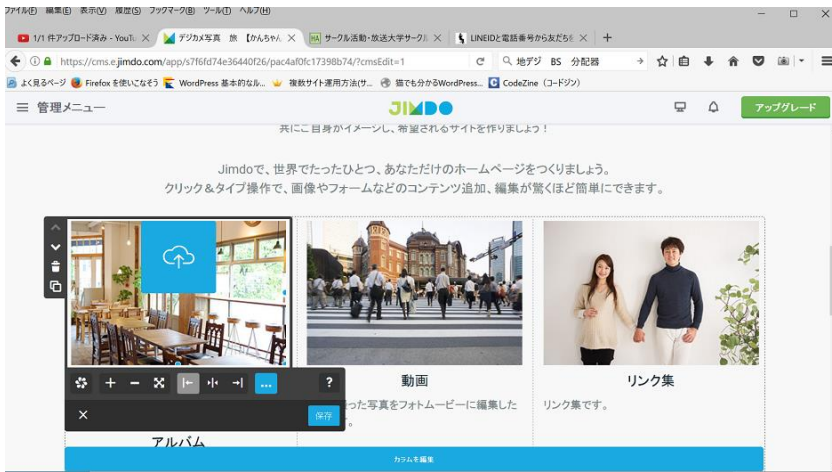 ファイル(F) 編集(E) 表示(V) 履歴(S) ブックマーク(B) ツール(T) ヘルプ(H)
1/1 件アップロード済み - YouTu
デジカメ写真 旅 【かんちゃん
HA サークル活動・放送大学サークル
LINEIDと電話番号から友だちを
https://cms.e.jimdo.com/app/s7f6fd74e36440f26/pac4af0fc17398b74/?cmsEdit=1
地デジ BS 分配器
よく見るページ
Firefox を使いこなそう
WordPress 基本的なル...
複数サイト運用方法(サ...
猫でも分かるWordPress...
CodeZine (コードジン)
管理メニュー
JIMDO
アップグレード
共にご自身がイメージし、希望されるサイトを作りましょう!
Jimdoで、世界でたったひとつ、あなただけのホームページをつくりましょう。
クリック&タイプ操作で、画像やフォームなどのコンテンツ追加、編集が驚くほど簡単にできます。
?
保存
アルバム
動画
った写真をフォトムービーに編集した
。
リンク集
リンク集です。
カラムを編集